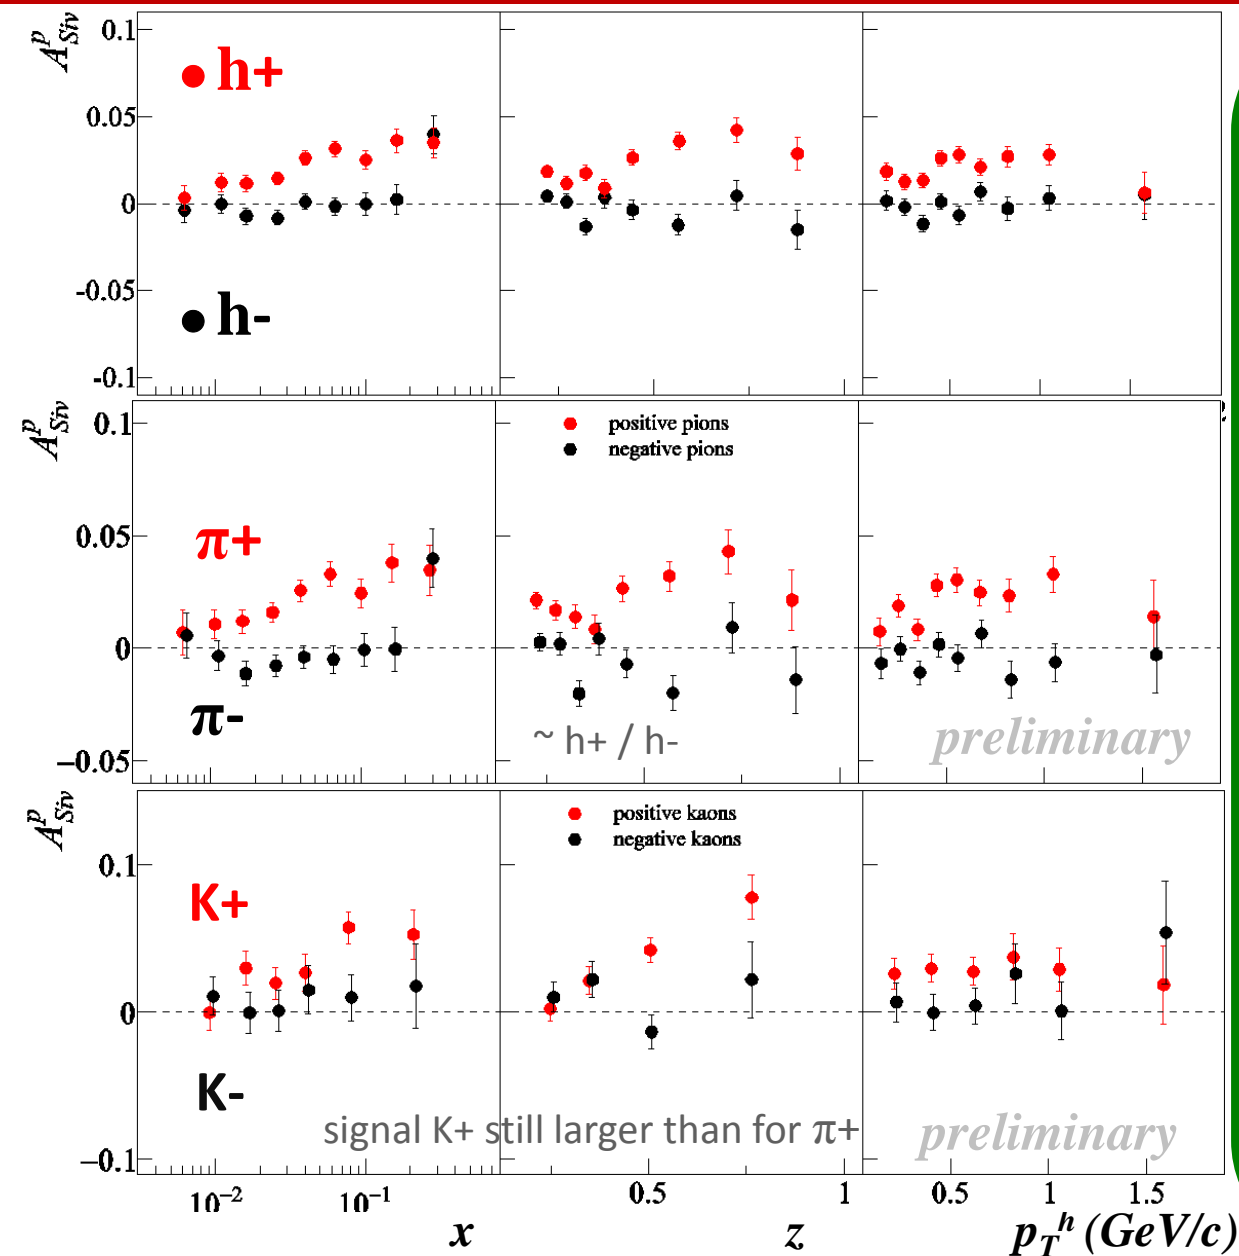 A^p_Siv
0.1
0.05
0
-0.05
-0.1
h+
h-
A^p_Siv
0.1
0.05
0
−0.05
π+
π-
positive pions
negative pions
~ h+ / h-
preliminary
A^p_Siv
0.1
0
−0.1
K+
K-
positive kaons
negative kaons
signal K+ still larger than for π+
preliminary
10⁻² 10⁻¹ 0.5 1 0.5 1 1.5
x z p_T^h (GeV/c)